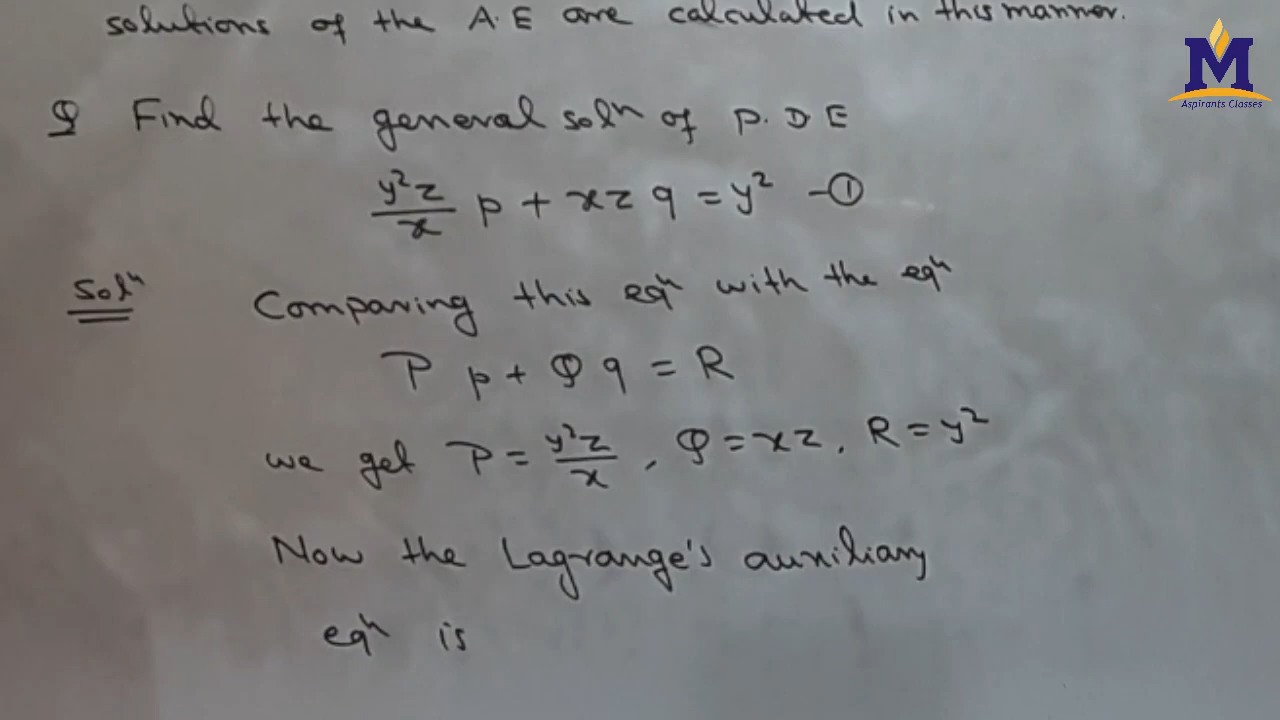 solutions of the A.E are calculated in this manner.
M
Aspirants Classes
Q Find the general solⁿ of P.D E
y²z/x p + xz q = y² -①
Solⁿ Comparing this eqⁿ with the eqⁿ
P p + Q q = R
we get P = y²z/x , Q = xz , R = y²
Now the Lagrange's auxiliary
eqⁿ is